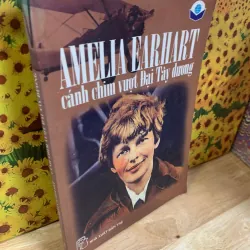 AMELIA EARHART
cánh chim vượt Đại Tây dương